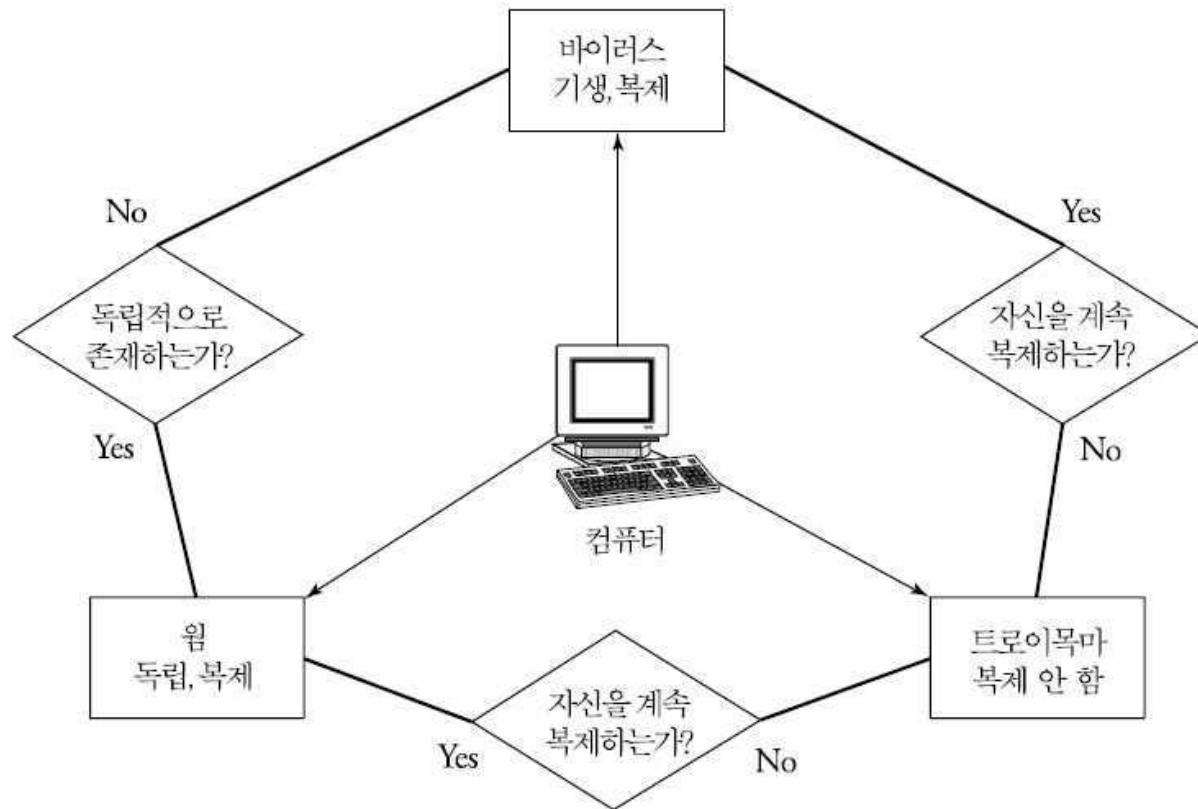 바이러스
기생, 복제
No
Yes
독립적으로
존재하는가?
자신을 계속
복제하는가?
Yes
No
컴퓨터
웜
독립, 복제
트로이목마
복제 안 함
자신을 계속
복제하는가?
Yes
No